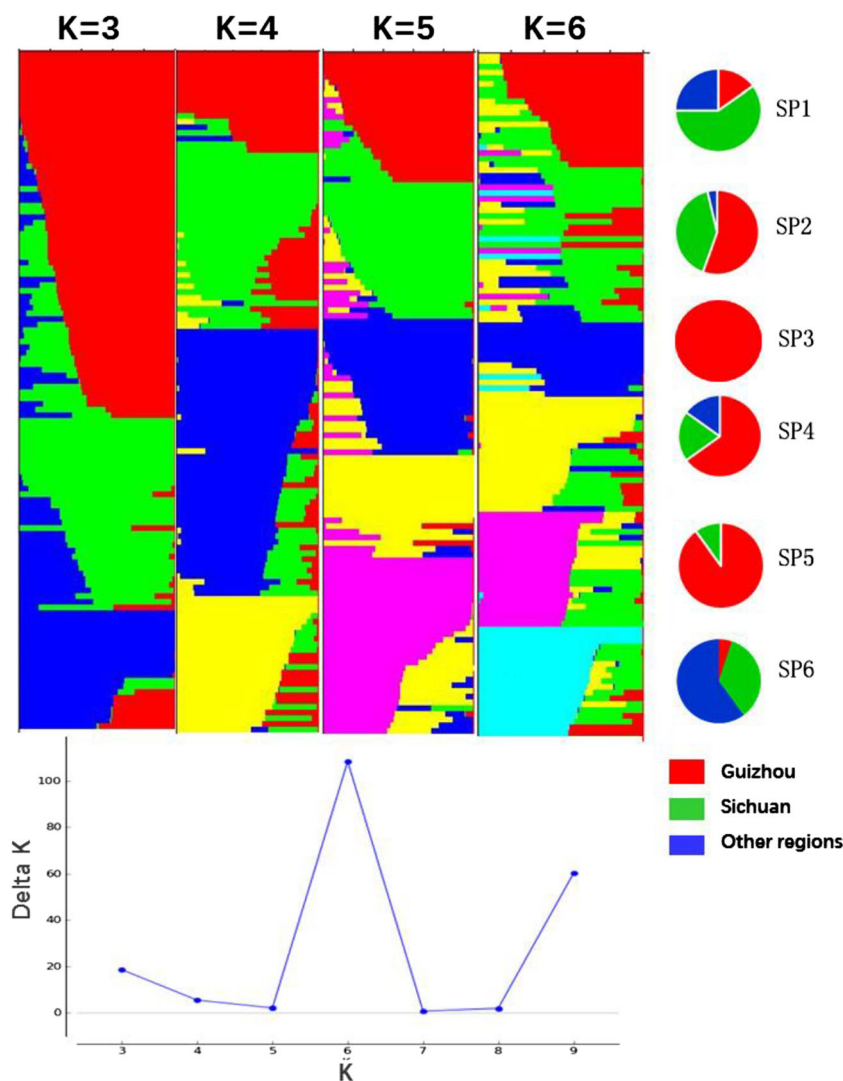 K=3 K=4 K=5 K=6
SP1
SP2
SP3
SP4
SP5
SP6
Guizhou
Sichuan
Other regions
100
80
60
40
20
0
Delta K
3 4 5 6 7 8 9
K